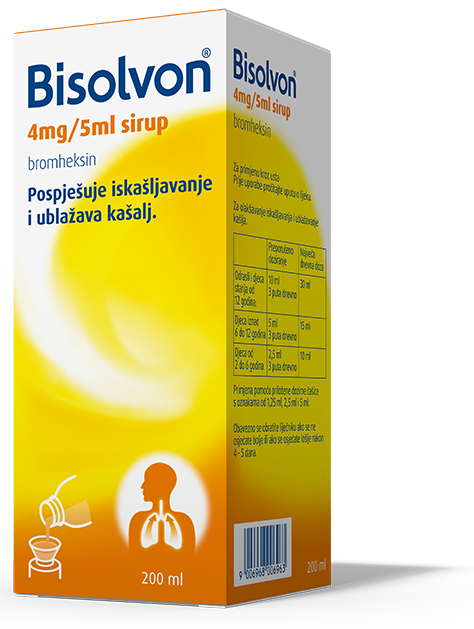 Bisolvon®
4mg/5ml sirup
bromheksin
Pospješuje iskašljavanje
i ublažava kašalj.
200 ml
Bisolvon®
4mg/5ml sirup
bromheksin
Za primjenu kroz usta
Prije uporabe pročitajte uputu o lijeku.
Za olakšavanje iskašljavanja i ublažavanje
kašlja.
Preporučeno Najveća
doziranje dnevna doza
Odrasli i djeca 10 ml 30 ml
starija od 3 puta dnevno
12 godina:
Djeca iznad 5 ml 15 ml
6 do 12 godina 3 puta dnevno
Djeca od 2,5 ml 10 ml
2 do 6 godina 3 puta dnevno
Primjena pomoću priložene dozirne čašice
s oznakama od 1,25 ml, 2,5 ml i 5 ml.
Obavezno se obratite liječniku ako se ne
osjećate bolje ili ako se osjećate lošije nakon
4 - 5 dana.
9 006968 006963
200 ml